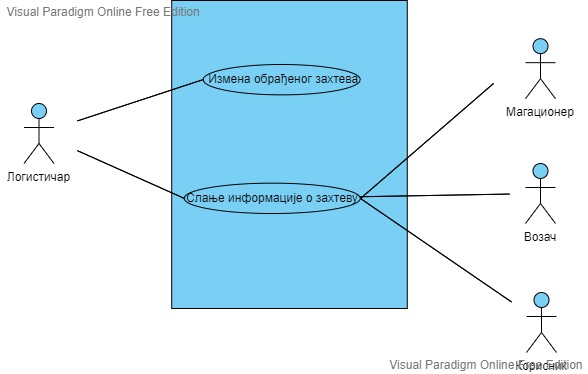 Visual Paradigm Online Free Edition
Измена обрађеног захтева
Магационер
Логистичар
Слање информације о захтеву
Возач
Visual Paradigm Online Free Edition
Корисник